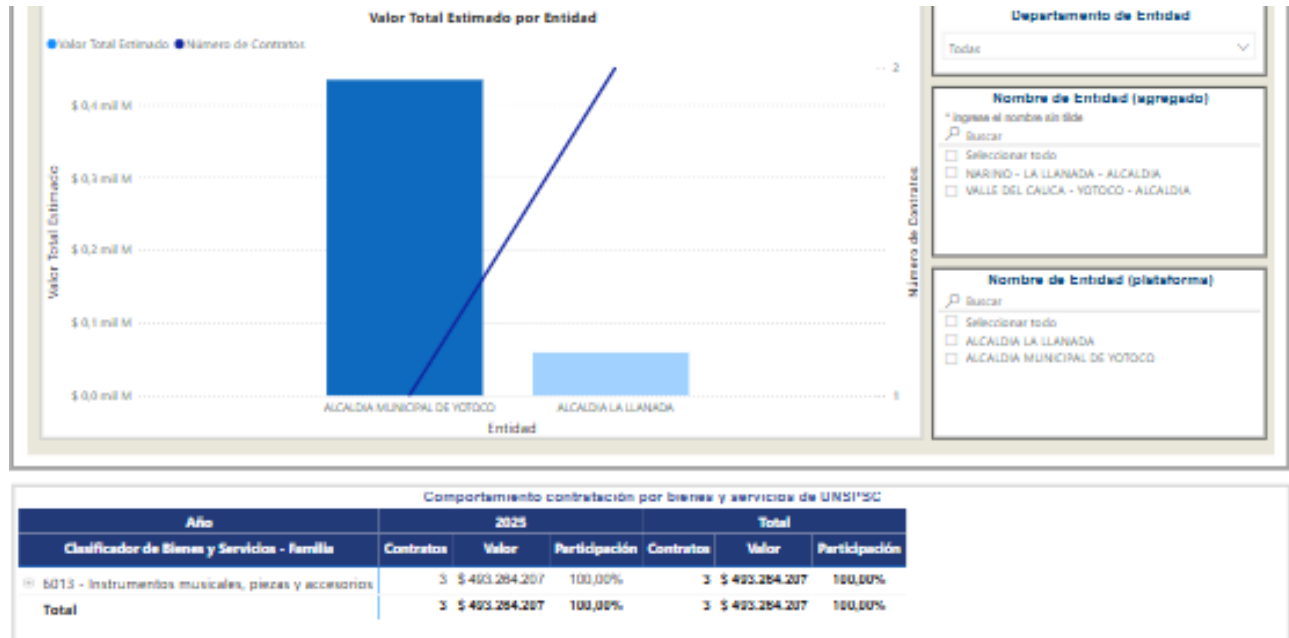 Valor Total Estimado por Entidad
Valor Total Estimado Número de Contratos
2
$ 0,4 mil M
$ 0,3 mil M
$ 0,2 mil M
$ 0,1 mil M
$ 0,0 mil M
1
Valor Total Estimado
Número de Contratos
ALCALDIA MUNICIPAL DE YOTOCO ALCALDIA LA LLANADA
Entidad
Departamento de Entidad
Todas
Nombre de Entidad (agregado)
* Ingrese el nombre sin tilde
Buscar
Seleccionar todo
NARINO - LA LLANADA - ALCALDIA
VALLE DEL CAUCA - YOTOCO - ALCALDIA
Nombre de Entidad (plataforma)
Buscar
Seleccionar todo
ALCALDIA LA LLANADA
ALCALDIA MUNICIPAL DE YOTOCO
Comportamiento contratación por bienes y servicios de UNSPSC
Año 2025 Total
Clasificador de Bienes y Servicios - Familia Contratos Valor Participación Contratos Valor Participación
6013 - Instrumentos musicales, piezas y accesorios 3 $ 493.264.207 100,00% 3 $ 493.264.207 100,00%
Total 3 $ 493.264.207 100,00% 3 $ 493.264.207 100,00%